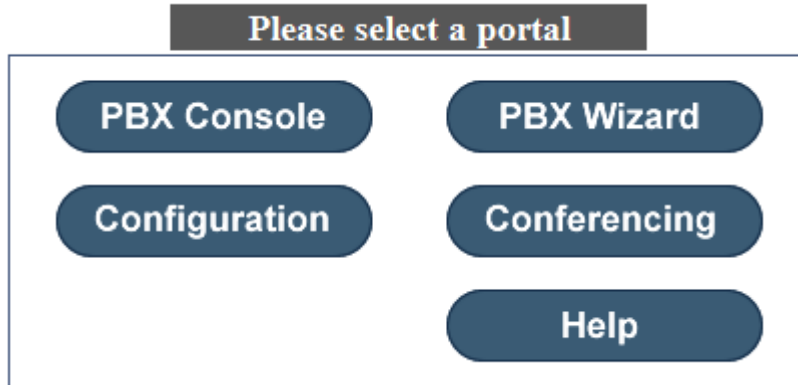 Please select a portal
PBX Console
PBX Wizard
Configuration
Conferencing
Help